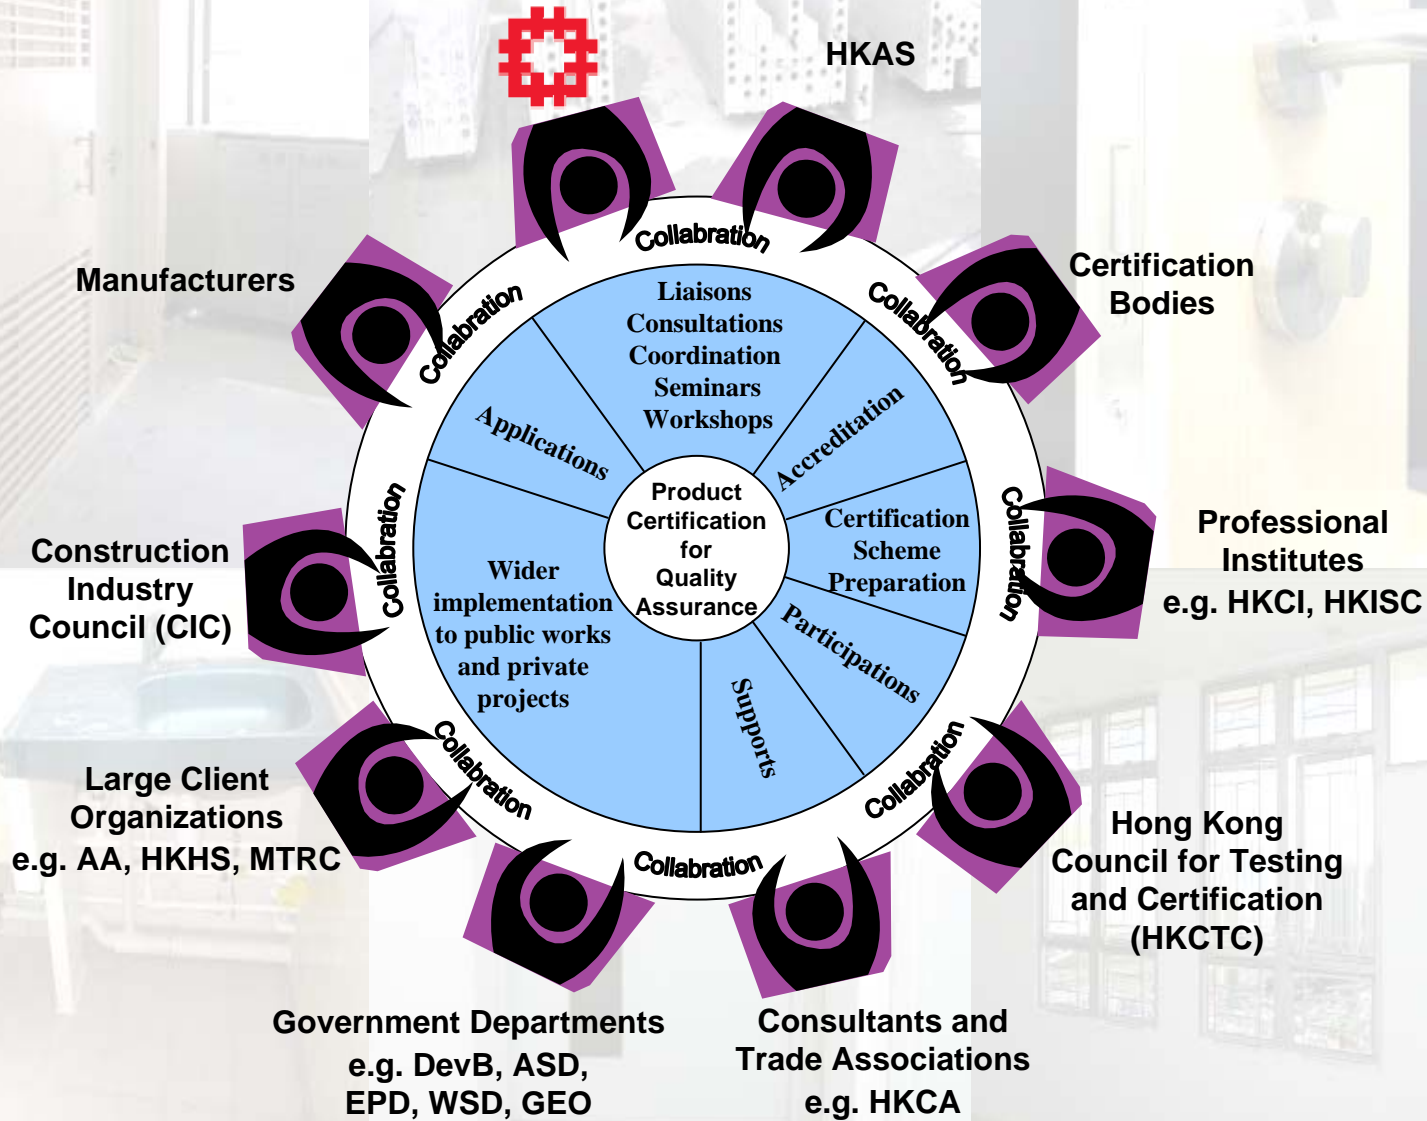 HKAS
Certification
Bodies
Professional
Institutes
e.g. HKCI, HKISC
Hong Kong
Council for Testing
and Certification
(HKCTC)
Consultants and
Trade Associations
e.g. HKCA
Government Departments
e.g. DevB, ASD,
EPD, WSD, GEO
Large Client
Organizations
e.g. AA, HKHS, MTRC
Construction
Industry
Council (CIC)
Manufacturers
Collabration
Collabration
Collabration
Collabration
Collabration
Collabration
Collabration
Collabration
Liaisons
Consultations
Coordination
Seminars
Workshops
Accreditation
Certification
Scheme
Preparation
Participations
Supports
Wider
implementation
to public works
and private
projects
Applications
Product
Certification
for
Quality
Assurance